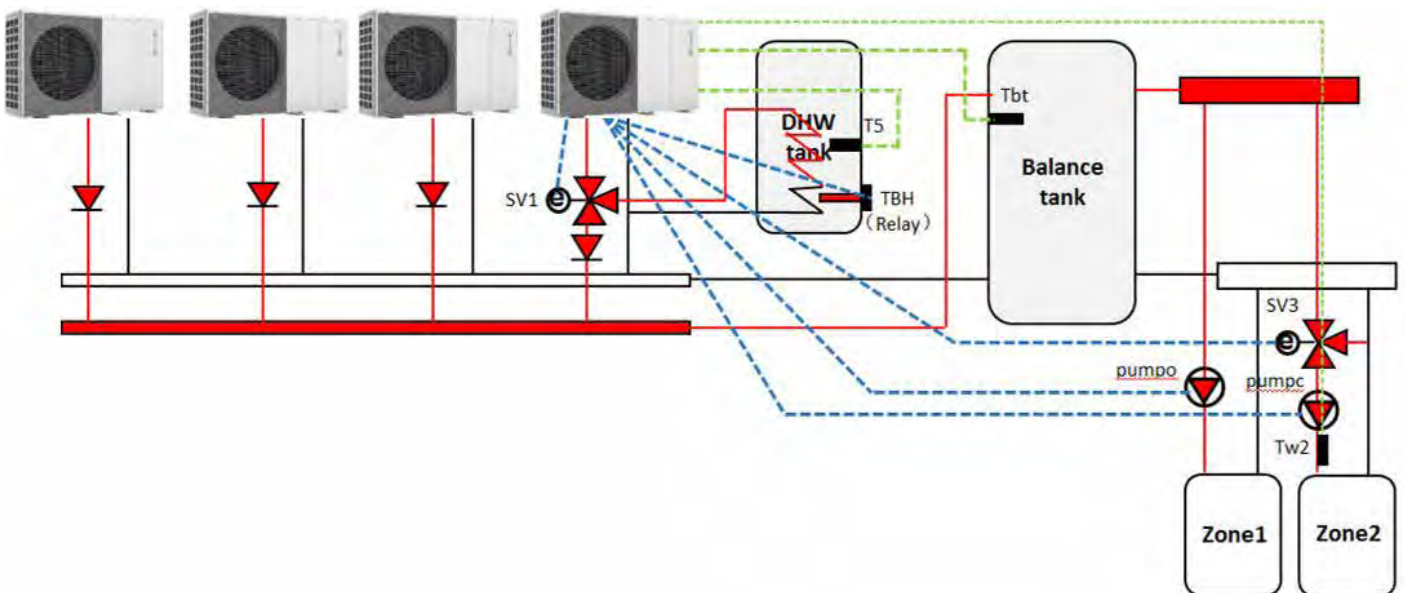 Tbt
DHW
tank
T5
Balance
tank
SV1
TBH
(Relay)
SV3
pumpo
pumpc
Tw2
Zone1
Zone2